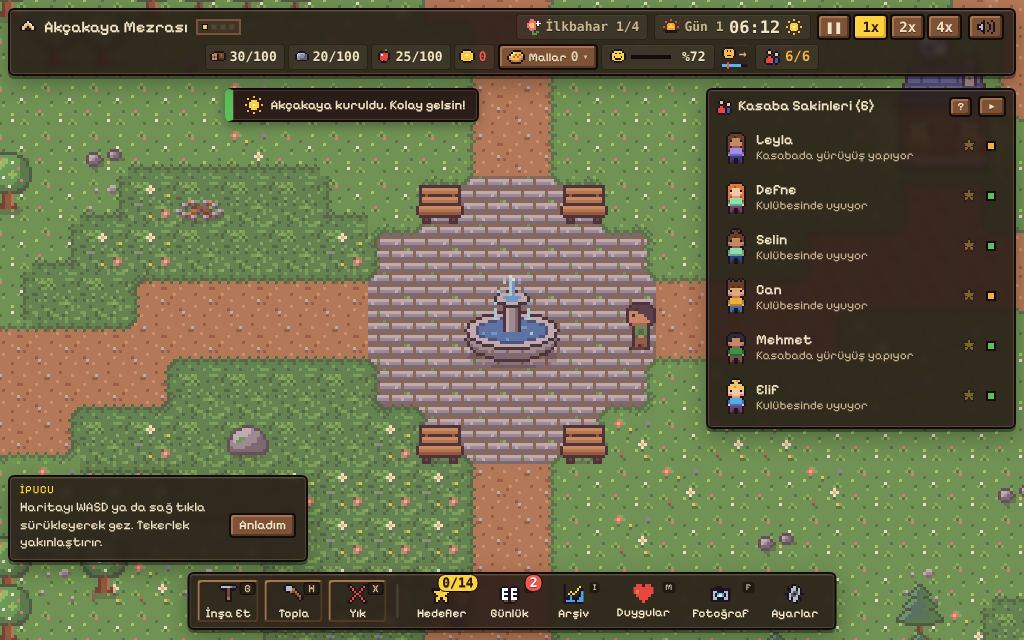 Akçakaya Mezrası
İlkbahar 1/4
Gün 1 06:12
1x
2x
4x
30/100
20/100
25/100
0
Mallar 0
%72
6/6
Akçakaya kuruldu. Kolay gelsin!
Kasaba Sakinleri (6)
?
Leyla
Kasabada yürüyüş yapıyor
Defne
Kulübesinde uyuyor
Selin
Kulübesinde uyuyor
Can
Kulübesinde uyuyor
Mehmet
Kasabada yürüyüş yapıyor
Elif
Kulübesinde uyuyor
İPUCU
Haritayı WASD ya da sağ tıkla
sürükleyerek gez. Tekerlek
yakınlaştırır.
Anladım
İnşa Et
Topla H
Yık X
0/14
Hedefler
2
Günlük
Arşiv I
Duygular M
Fotoğraf F
Ayarlar